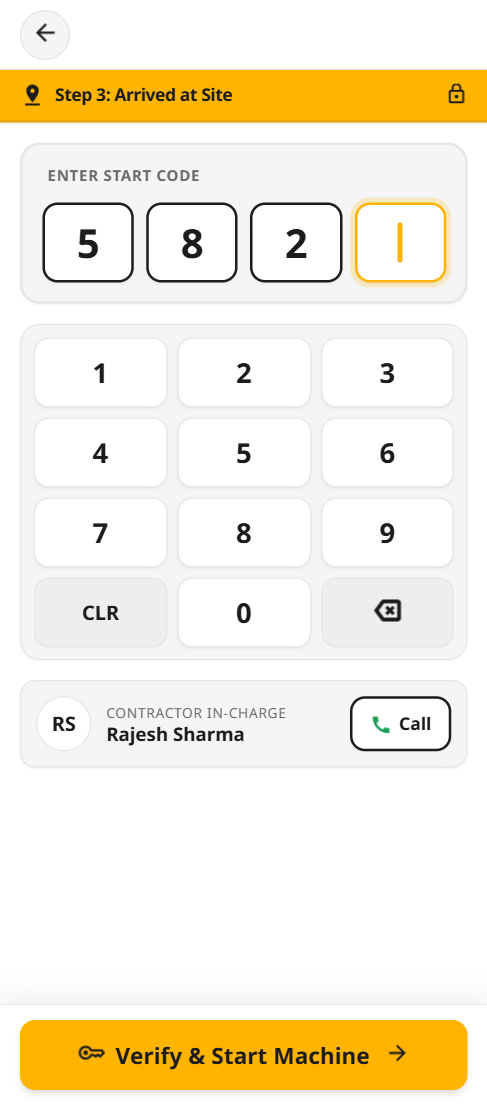 Step 3: Arrived at Site
ENTER START CODE
5 8 2
1 2 3
4 5 6
7 8 9
CLR 0
RS
CONTRACTOR IN-CHARGE
Rajesh Sharma
Call
Verify & Start Machine